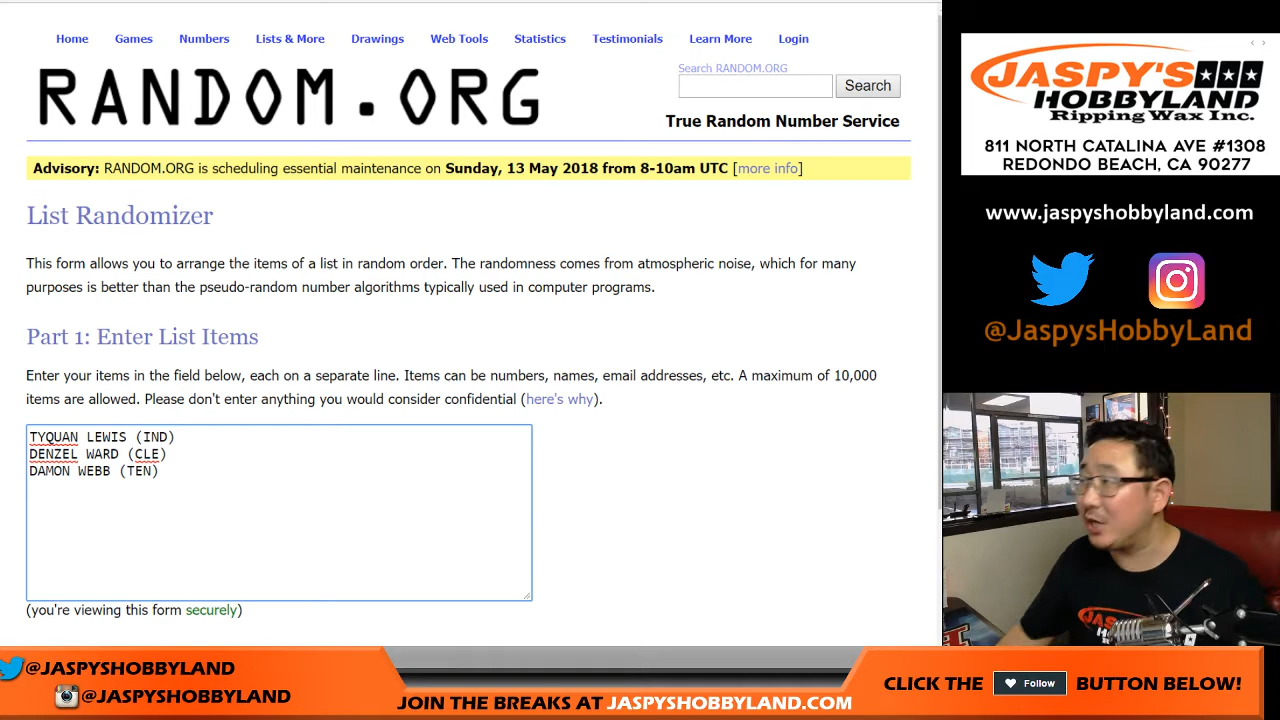 Home Games Numbers Lists & More Drawings Web Tools Statistics Testimonials Learn More Login
RANDOM.ORG
Search RANDOM.ORG
Search
True Random Number Service
Advisory: RANDOM.ORG is scheduling essential maintenance on Sunday, 13 May 2018 from 8-10am UTC [more info]
List Randomizer
This form allows you to arrange the items of a list in random order. The randomness comes from atmospheric noise, which for many
purposes is better than the pseudo-random number algorithms typically used in computer programs.
Part 1: Enter List Items
Enter your items in the field below, each on a separate line. Items can be numbers, names, email addresses, etc. A maximum of 10,000
items are allowed. Please don't enter anything you would consider confidential (here's why).
TYQUAN LEWIS (IND)
DENZEL WARD (CLE)
DAMON WEBB (TEN)
(you're viewing this form securely)
JASPY'S
HOBBYLAND
Ripping Wax Inc.
811 NORTH CATALINA AVE #1308
REDONDO BEACH, CA 90277
www.jaspyshobbyland.com
@JaspysHobbyLand
JASPY'S
HOBBYLAND
@JASPYSHOBBYLAND
@JASPYSHOBBYLAND
JOIN THE BREAKS AT JASPYSHOBBYLAND.COM
CLICK THE Follow BUTTON BELOW!